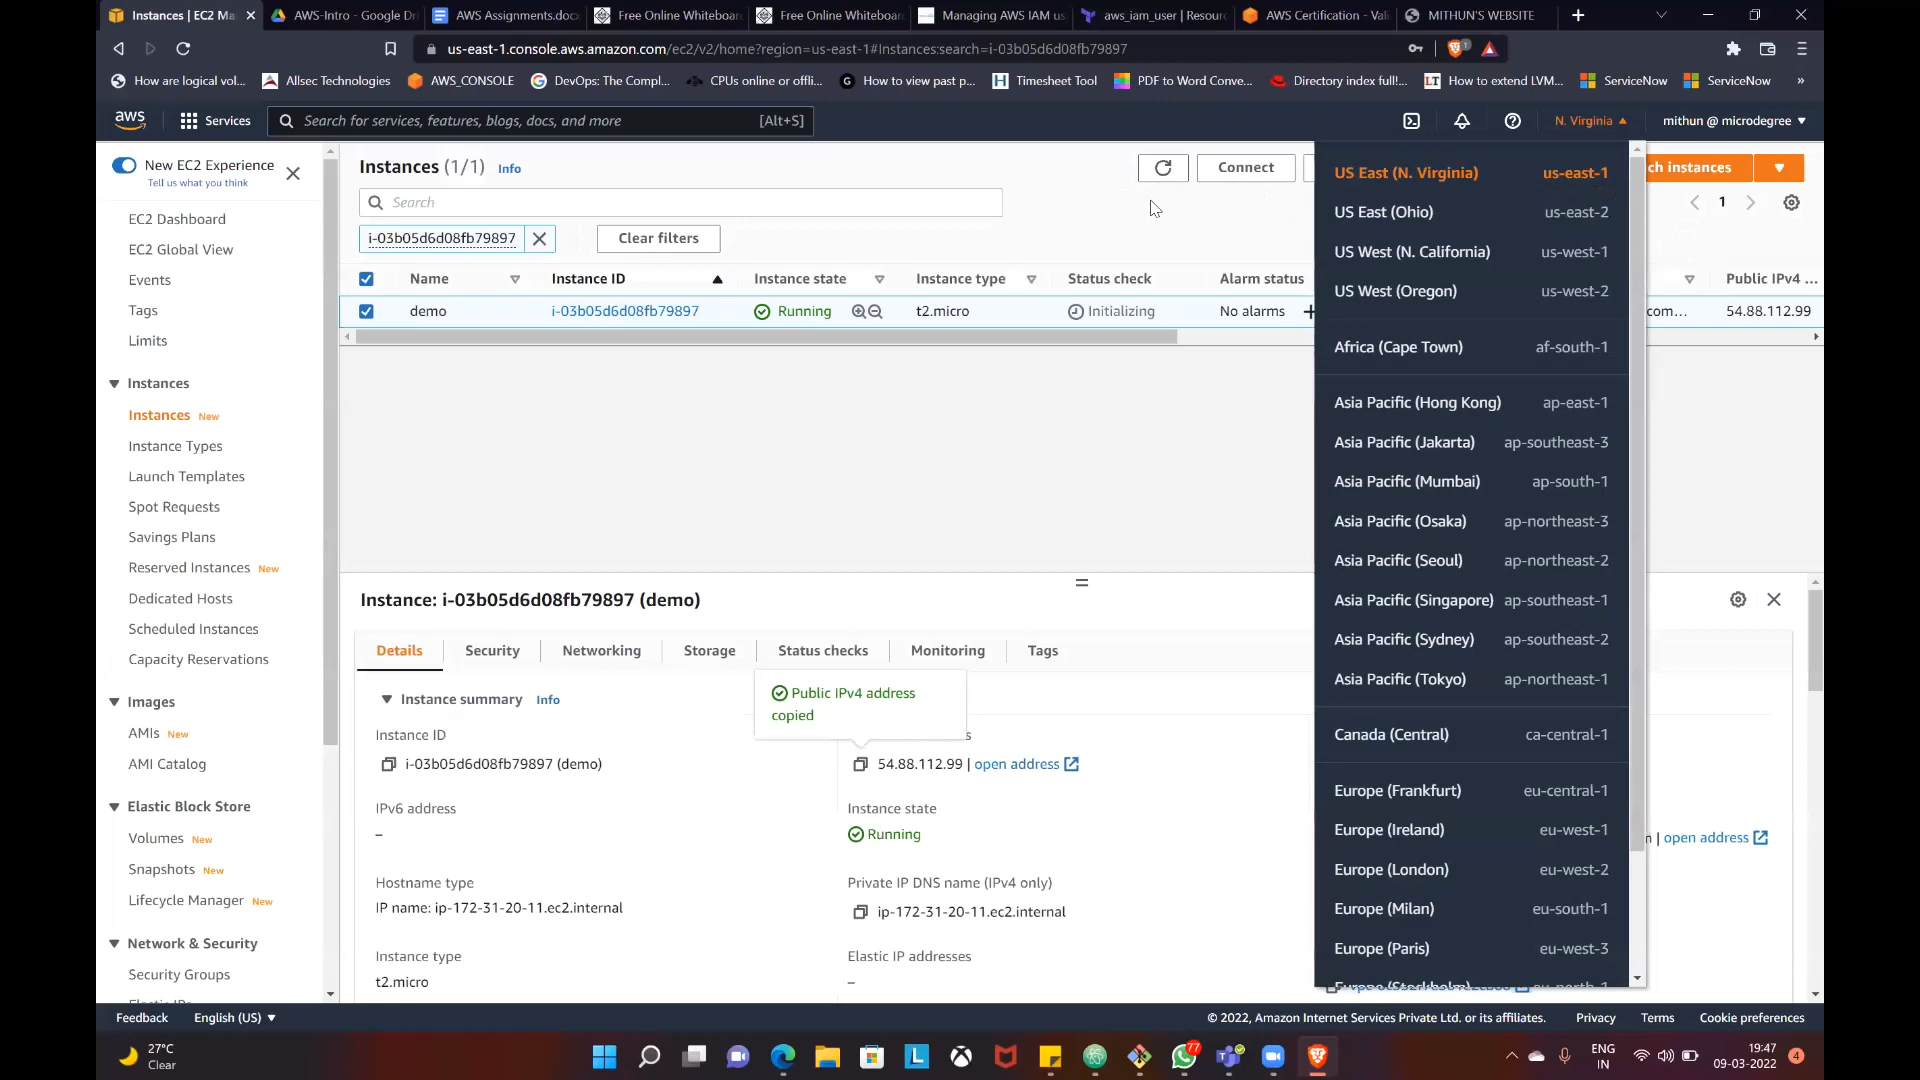 Instances | EC2 Ma
AWS-Intro - Google Dri
AWS Assignments.docx
Free Online Whiteboar
Free Online Whiteboar
Managing AWS IAM us
aws_iam_user | Resour
AWS Certification - Vali
MITHUN'S WEBSITE
us-east-1.console.aws.amazon.com/ec2/v2/home?region=us-east-1#Instances:search=i-03b05d6d08fb79897
How are logical vol...
Allsec Technologies
AWS_CONSOLE
DevOps: The Compl...
CPUs online or offli...
How to view past p...
Timesheet Tool
PDF to Word Conve...
Directory index full!...
How to extend LVM...
ServiceNow
ServiceNow
aws
Services
Search for services, features, blogs, docs, and more
[Alt+S]
N. Virginia
mithun @ microdegree
New EC2 Experience
Tell us what you think
EC2 Dashboard
EC2 Global View
Events
Tags
Limits
Instances
Instances New
Instance Types
Launch Templates
Spot Requests
Savings Plans
Reserved Instances New
Dedicated Hosts
Scheduled Instances
Capacity Reservations
Images
AMIs New
AMI Catalog
Elastic Block Store
Volumes New
Snapshots New
Lifecycle Manager New
Network & Security
Security Groups
Instances (1/1) Info
Connect
ch instances
Search
1
i-03b05d6d08fb79897
Clear filters
Name
Instance ID
Instance state
Instance type
Status check
Alarm status
Public IPv4 ...
demo
i-03b05d6d08fb79897
Running
t2.micro
Initializing
No alarms
com...
54.88.112.99
US East (N. Virginia) us-east-1
US East (Ohio) us-east-2
US West (N. California) us-west-1
US West (Oregon) us-west-2
Africa (Cape Town) af-south-1
Asia Pacific (Hong Kong) ap-east-1
Asia Pacific (Jakarta) ap-southeast-3
Asia Pacific (Mumbai) ap-south-1
Asia Pacific (Osaka) ap-northeast-3
Asia Pacific (Seoul) ap-northeast-2
Asia Pacific (Singapore) ap-southeast-1
Asia Pacific (Sydney) ap-southeast-2
Asia Pacific (Tokyo) ap-northeast-1
Canada (Central) ca-central-1
Europe (Frankfurt) eu-central-1
Europe (Ireland) eu-west-1
Europe (London) eu-west-2
Europe (Milan) eu-south-1
Europe (Paris) eu-west-3
Europe (Stockholm) eu-north-1
Instance: i-03b05d6d08fb79897 (demo)
Details
Security
Networking
Storage
Status checks
Monitoring
Tags
Public IPv4 address
copied
Instance summary Info
Instance ID
i-03b05d6d08fb79897 (demo)
54.88.112.99 | open address
IPv6 address
–
Instance state
Running
| open address
Hostname type
IP name: ip-172-31-20-11.ec2.internal
Private IP DNS name (IPv4 only)
ip-172-31-20-11.ec2.internal
Instance type
t2.micro
Elastic IP addresses
–
Feedback
English (US)
© 2022, Amazon Internet Services Private Ltd. or its affiliates.
Privacy
Terms
Cookie preferences
27°C
Clear
77
ENG
IN
19:47
09-03-2022
4